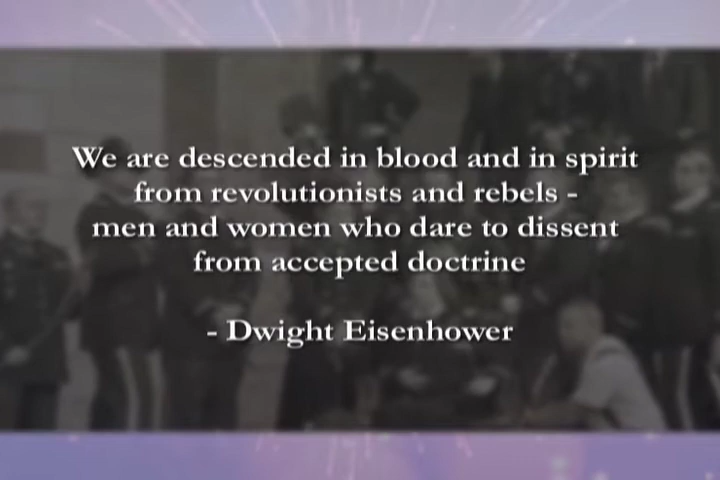 We are descended in blood and in spirit
from revolutionists and rebels -
men and women who dare to dissent
from accepted doctrine
- Dwight Eisenhower